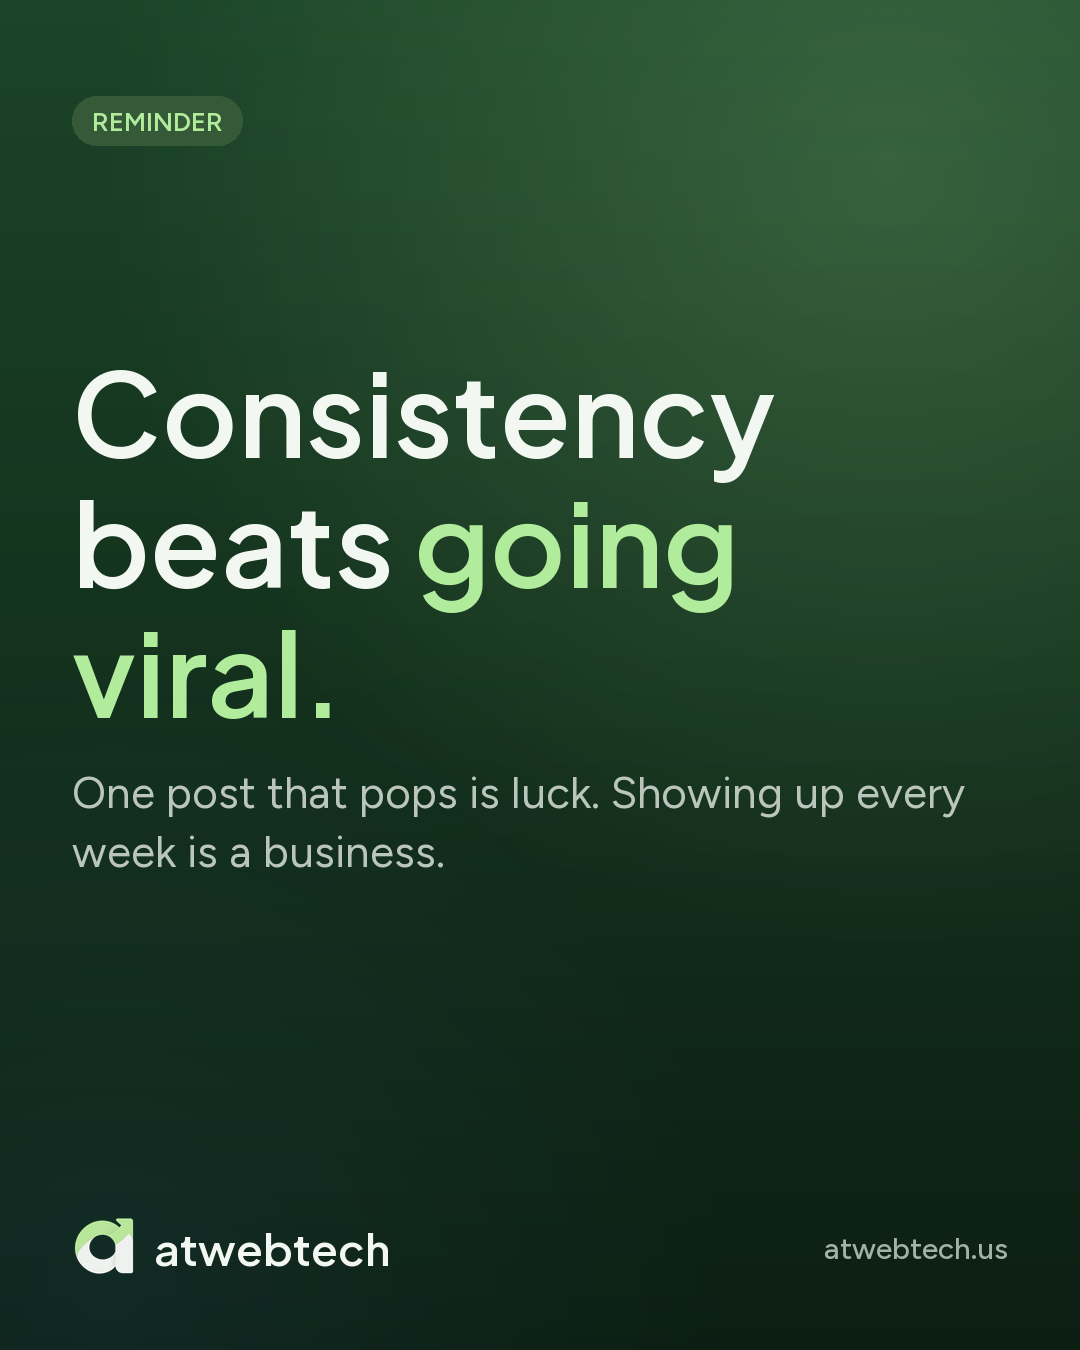 REMINDER
Consistency
beats going
viral.
One post that pops is luck. Showing up every
week is a business.
atwebtech
atwebtech.us